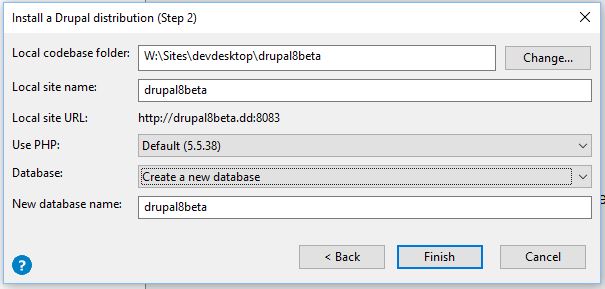 Install a Drupal distribution (Step 2)
Local codebase folder: W:\Sites\devdesktop\drupal8beta Change...
Local site name: drupal8beta
Local site URL: http://drupal8beta.dd:8083
Use PHP: Default (5.5.38)
Database: Create a new database
New database name: drupal8beta
? < Back Finish Cancel